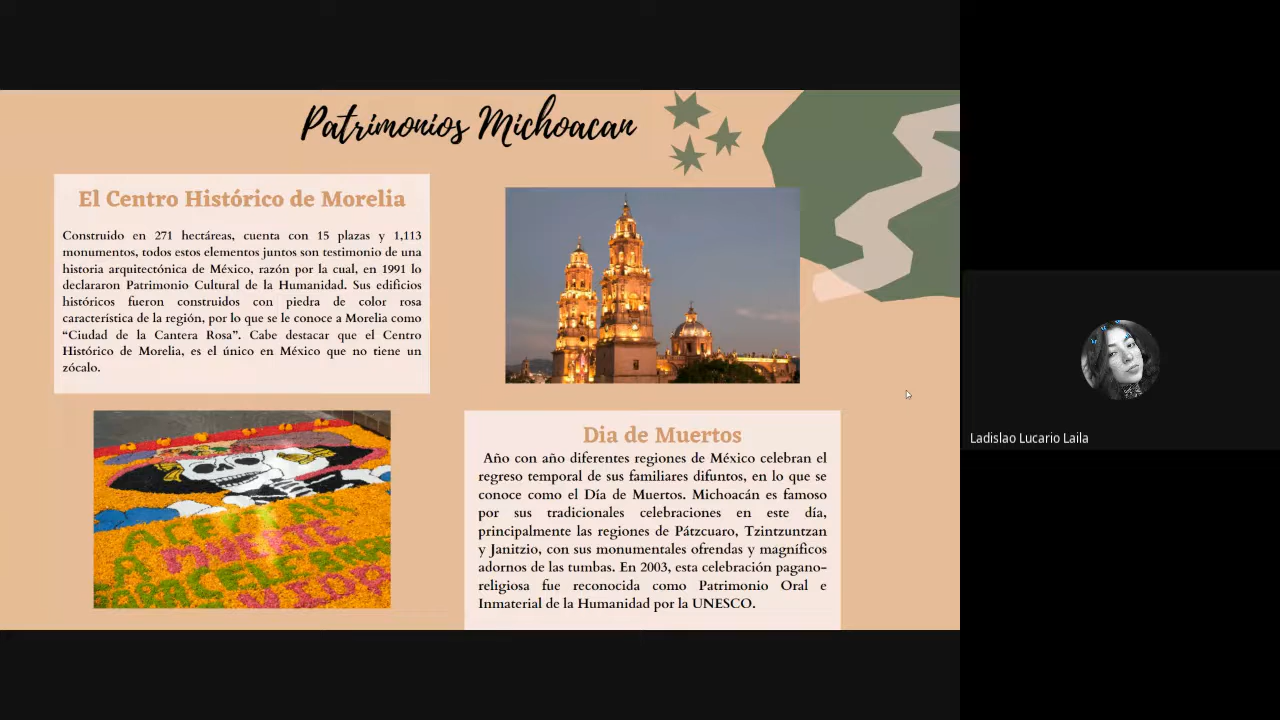 Patrimonios Michoacan
El Centro Histórico de Morelia
Construido en 271 hectáreas, cuenta con 15 plazas y 1,113
monumentos, todos estos elementos juntos son testimonio de una
historia arquitectónica de México, razón por la cual, en 1991 lo
declararon Patrimonio Cultural de la Humanidad. Sus edificios
históricos fueron construidos con piedra de color rosa
característica de la región, por lo que se le conoce a Morelia como
“Ciudad de la Cantera Rosa”. Cabe destacar que el Centro
Histórico de Morelia, es el único en México que no tiene un
zócalo.
MUERTE
Dia de Muertos
Año con año diferentes regiones de México celebran el
regreso temporal de sus familiares difuntos, en lo que se
conoce como el Día de Muertos. Michoacán es famoso
por sus tradicionales celebraciones en este día,
principalmente las regiones de Pátzcuaro, Tzintzuntzan
y Janitzio, con sus monumentales ofrendas y magníficos
adornos de las tumbas. En 2003, esta celebración pagano-
religiosa fue reconocida como Patrimonio Oral e
Inmaterial de la Humanidad por la UNESCO.
Ladislao Lucario Laila